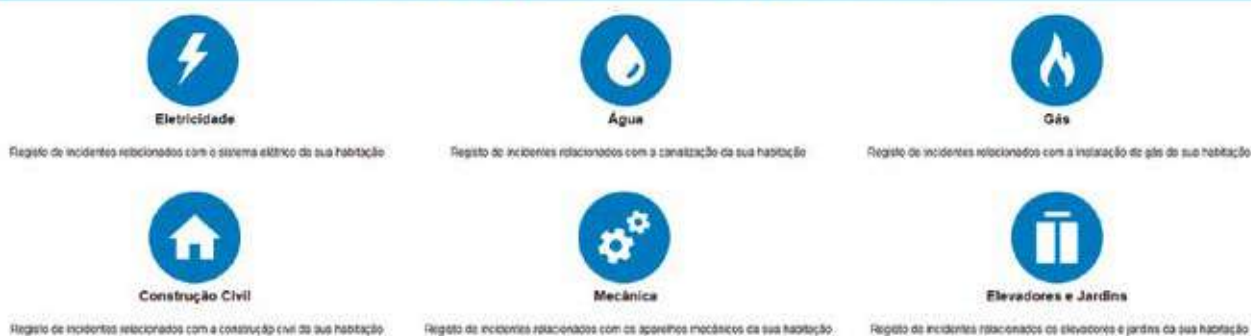 Eletricidade
Água
Gás
Registo de incidentes relacionados com o sistema elétrico da sua habitação
Registo de incidentes relacionados com a canalização da sua habitação
Registo de incidentes relacionados com a instalação de gás da sua habitação
Construção Civil
Mecânica
Elevadores e Jardins
Registo de incidentes relacionados com a construção civil da sua habitação
Registo de incidentes relacionados com os aparelhos mecânicos da sua habitação
Registo de incidentes relacionados os elevadores e jardins da sua habitação